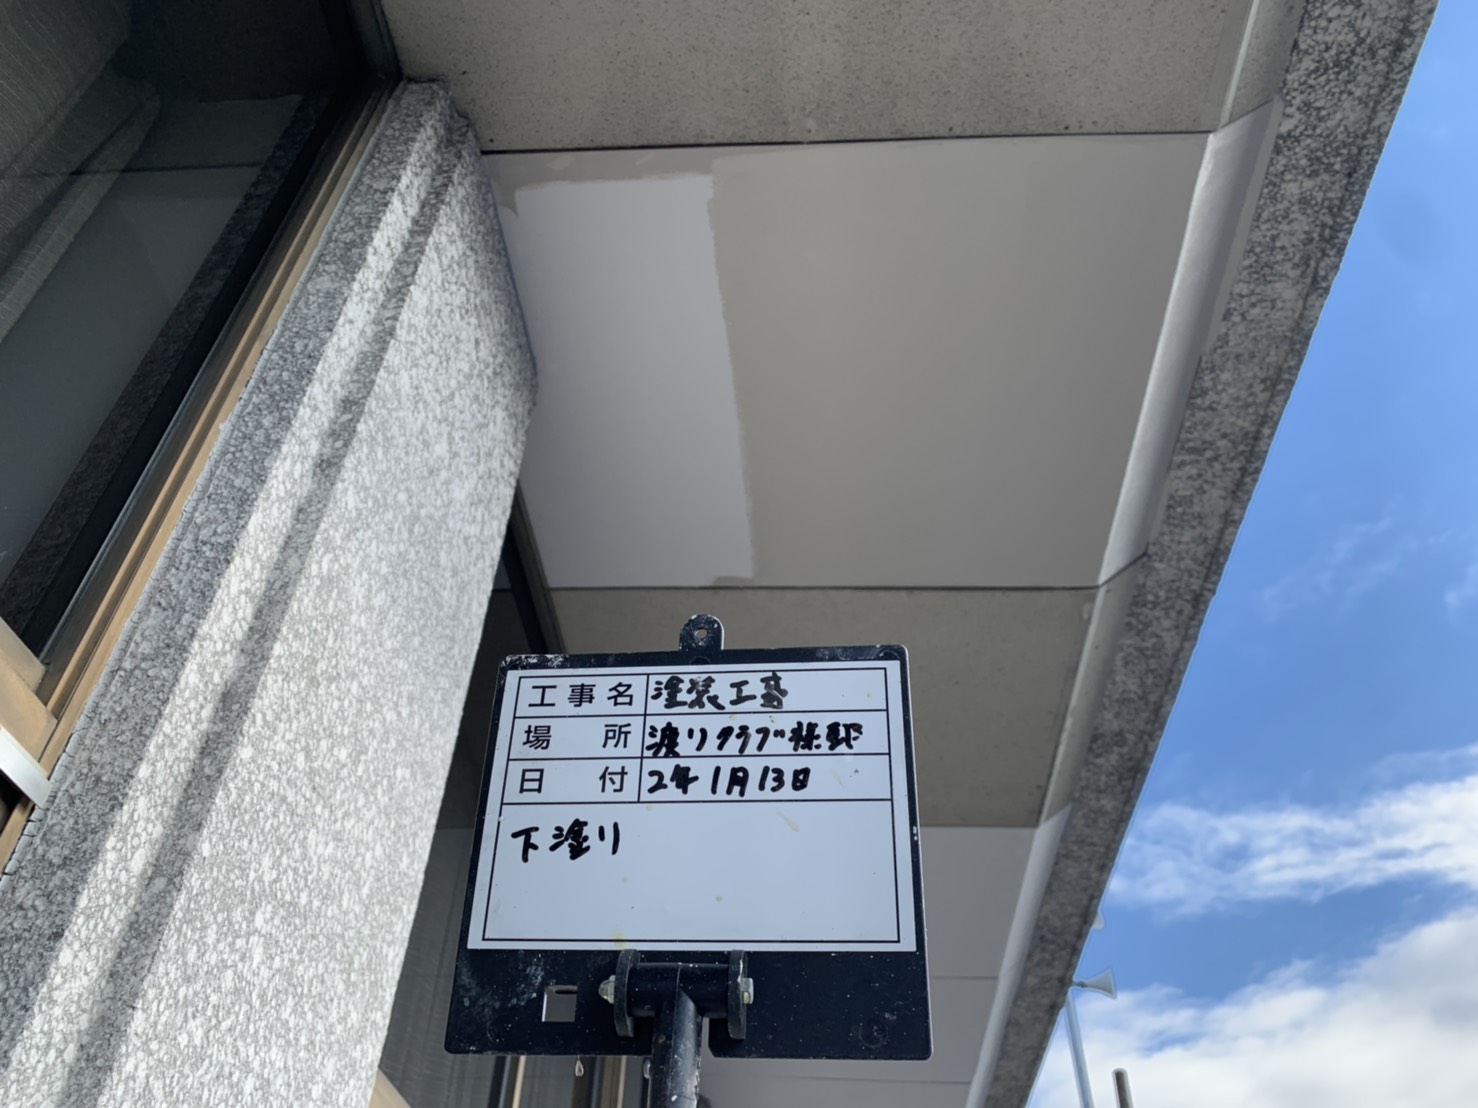 工事名 塗装工事
場所 渡りクラブ様邸
日付 2年1月13日
下塗り